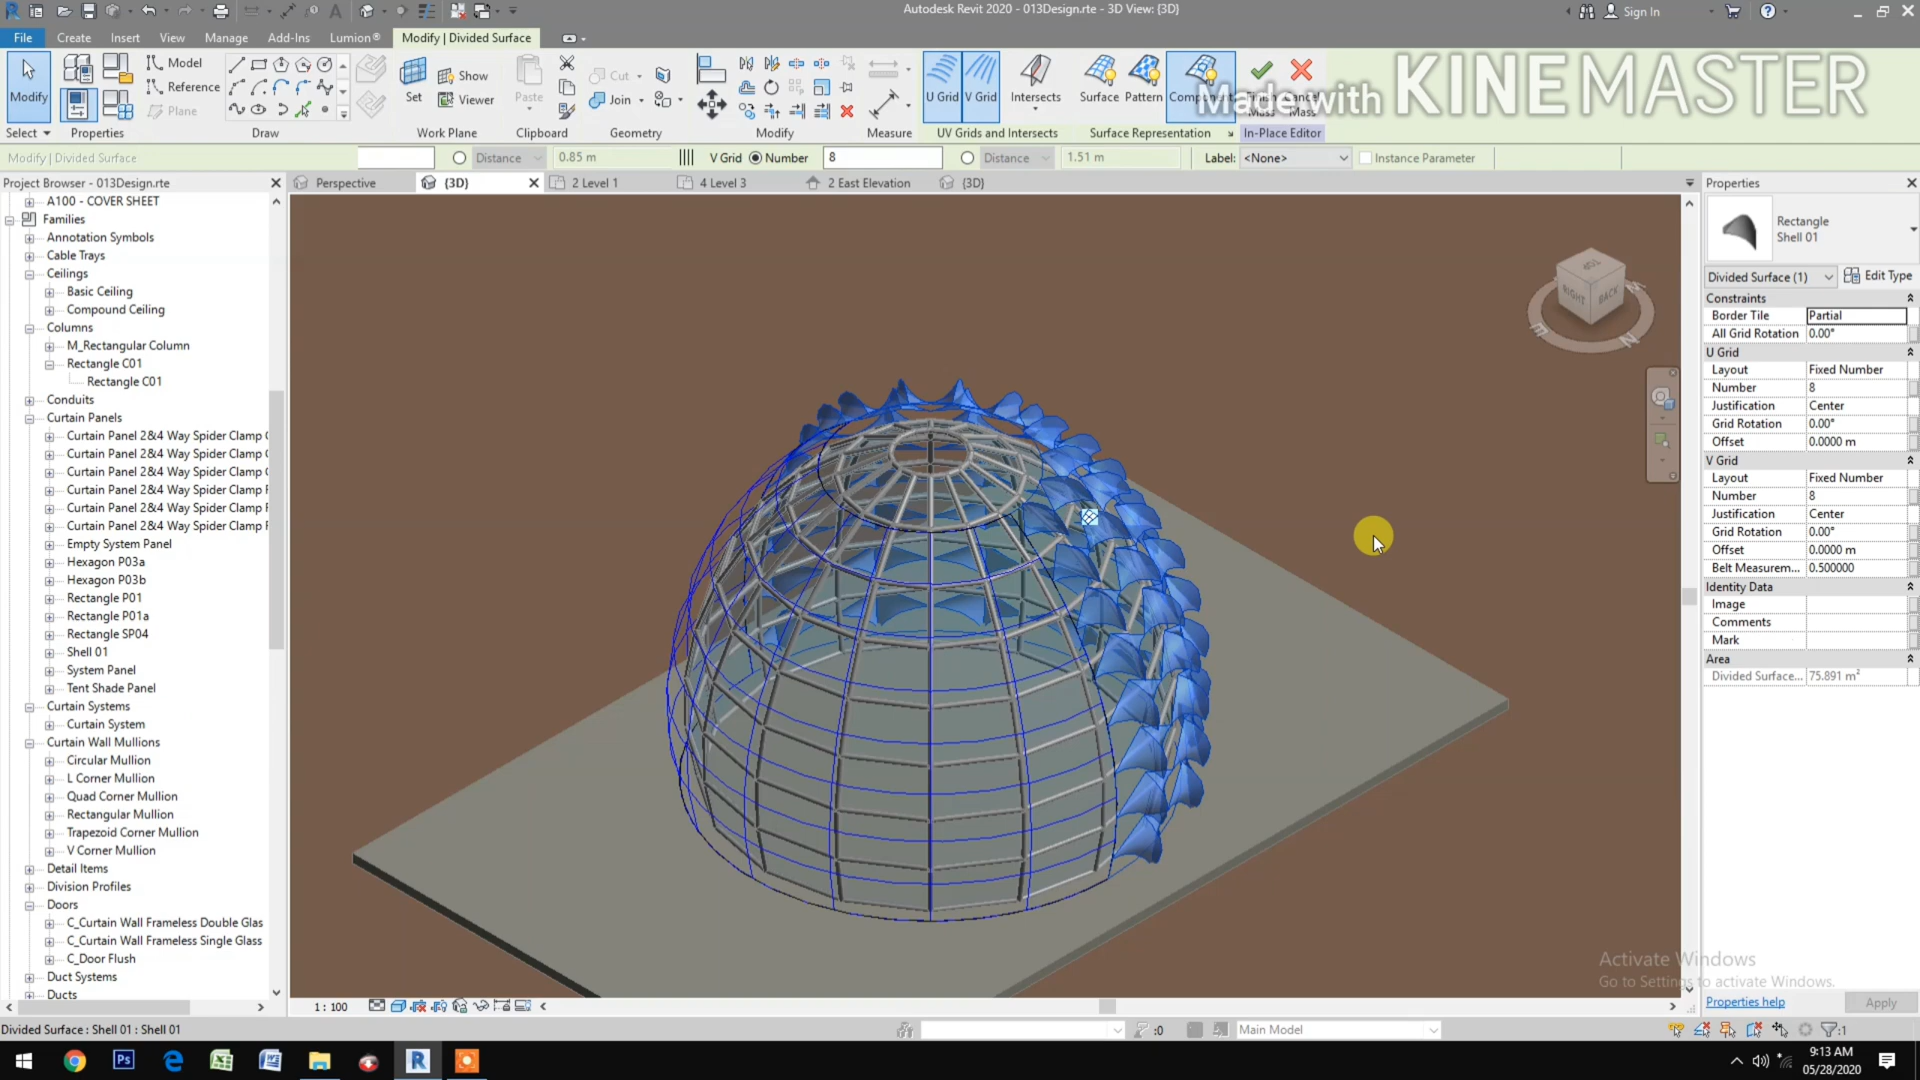 Autodesk Revit 2020 - 013Design.rte - 3D View: {3D}
Sign In
File Create Insert View Manage Add-Ins Lumion® Modify | Divided Surface
Modify
Model
Reference
Plane
Set
Show
Viewer
Paste
Cut
Join
U Grid V Grid Intersects Surface Pattern
Made with KINEMASTER
Select Properties Draw Work Plane Clipboard Geometry Modify Measure UV Grids and Intersects Surface Representation In-Place Editor
Modify | Divided Surface Distance 0.85 m V Grid Number 8 Distance 1.51 m Label: <None> Instance Parameter
Project Browser - 013Design.rte
Perspective {3D} 2 Level 1 4 Level 3 2 East Elevation {3D}
A100 - COVER SHEET
Families
Annotation Symbols
Cable Trays
Ceilings
Basic Ceiling
Compound Ceiling
Columns
M_Rectangular Column
Rectangle C01
Rectangle C01
Conduits
Curtain Panels
Curtain Panel 2&4 Way Spider Clamp
Curtain Panel 2&4 Way Spider Clamp
Curtain Panel 2&4 Way Spider Clamp
Curtain Panel 2&4 Way Spider Clamp
Curtain Panel 2&4 Way Spider Clamp
Curtain Panel 2&4 Way Spider Clamp
Empty System Panel
Hexagon P03a
Hexagon P03b
Rectangle P01
Rectangle P01a
Rectangle SP04
Shell 01
System Panel
Tent Shade Panel
Curtain Systems
Curtain System
Curtain Wall Mullions
Circular Mullion
L Corner Mullion
Quad Corner Mullion
Rectangular Mullion
Trapezoid Corner Mullion
V Corner Mullion
Detail Items
Division Profiles
Doors
C_Curtain Wall Frameless Double Glas
C_Curtain Wall Frameless Single Glass
C_Door Flush
Duct Systems
Ducts
RIGHT BACK
Properties
Rectangle
Shell 01
Divided Surface (1) Edit Type
Constraints
Border Tile Partial
All Grid Rotation 0.00°
U Grid
Layout Fixed Number
Number 8
Justification Center
Grid Rotation 0.00°
Offset 0.0000 m
V Grid
Layout Fixed Number
Number 8
Justification Center
Grid Rotation 0.00°
Offset 0.0000 m
Belt Measurem... 0.500000
Identity Data
Image
Comments
Mark
Area
Divided Surface... 75.891 m²
Activate Windows
Go to Settings to activate Windows.
Properties help Apply
1 : 100
Divided Surface : Shell 01 : Shell 01
:0 Main Model :1
9:13 AM
05/28/2020